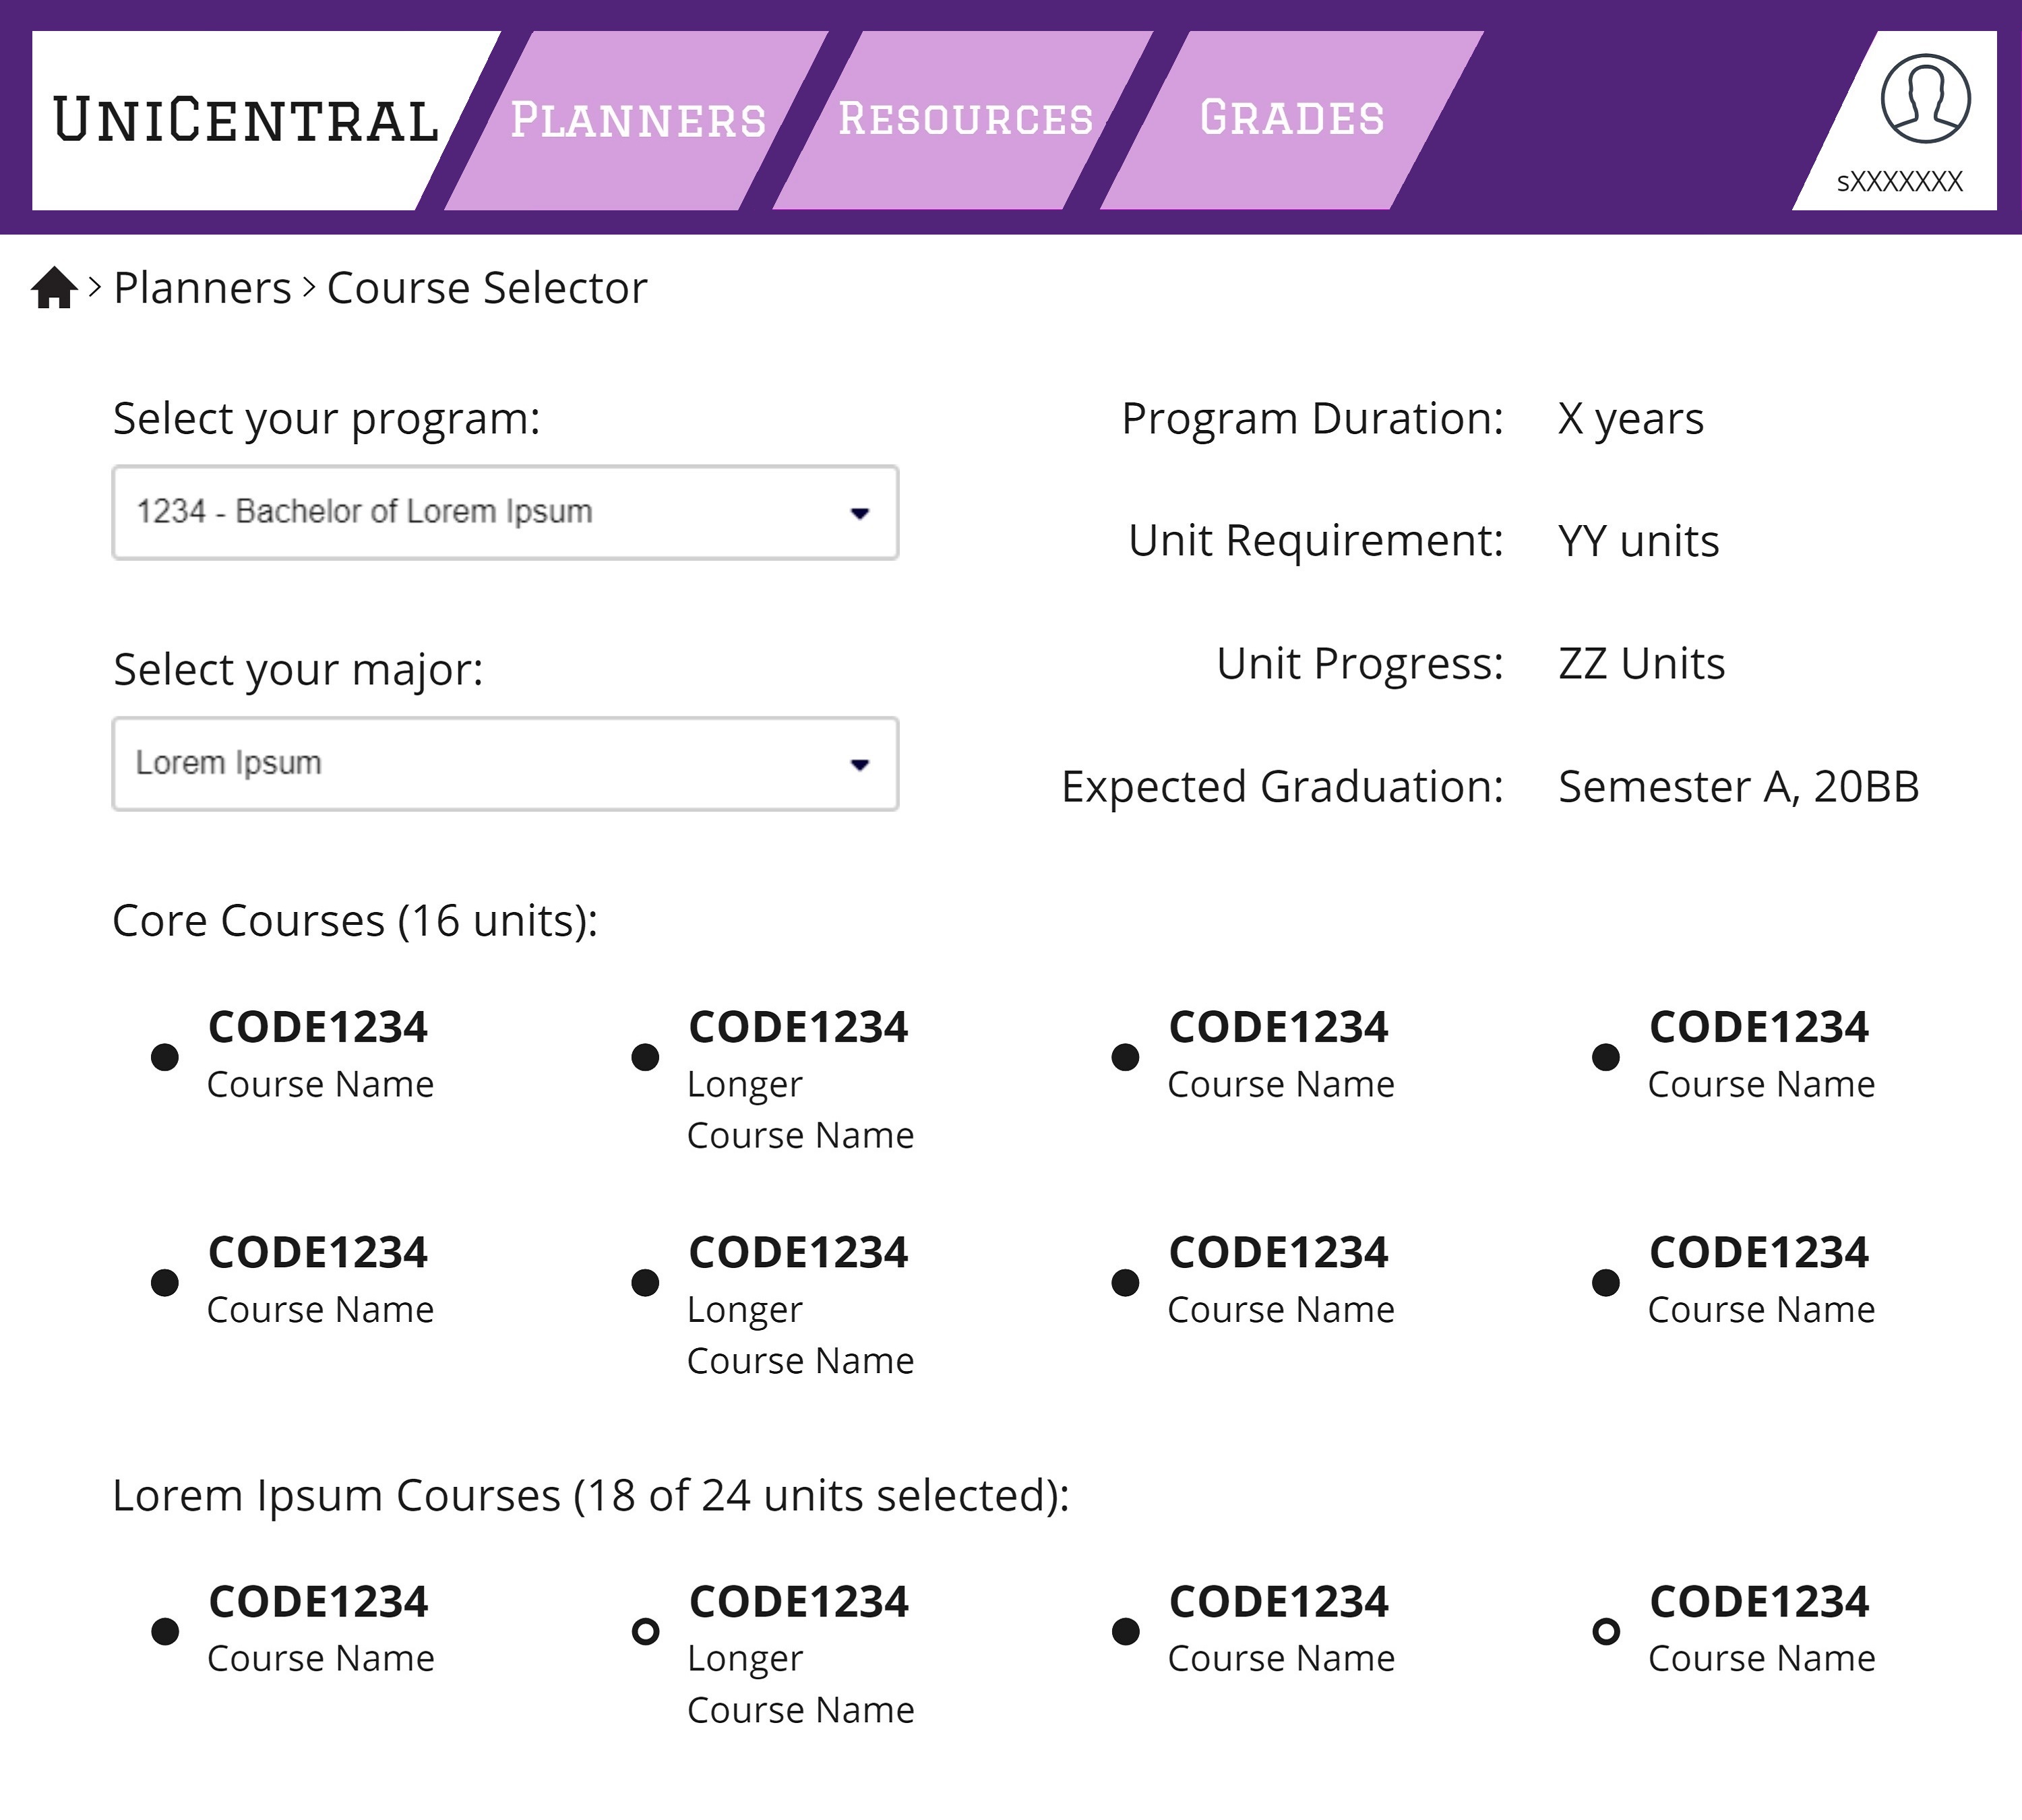 UniCentral
Planners
Resources
Grades
sXXXXXXX
Planners > Course Selector
Select your program:
1234 - Bachelor of Lorem Ipsum
Select your major:
Lorem Ipsum
Program Duration: X years
Unit Requirement: YY units
Unit Progress: ZZ Units
Expected Graduation: Semester A, 20BB
Core Courses (16 units):
CODE1234
Course Name
CODE1234
Longer
Course Name
CODE1234
Course Name
CODE1234
Course Name
CODE1234
Course Name
CODE1234
Longer
Course Name
CODE1234
Course Name
CODE1234
Course Name
Lorem Ipsum Courses (18 of 24 units selected):
CODE1234
Course Name
CODE1234
Longer
Course Name
CODE1234
Course Name
CODE1234
Course Name